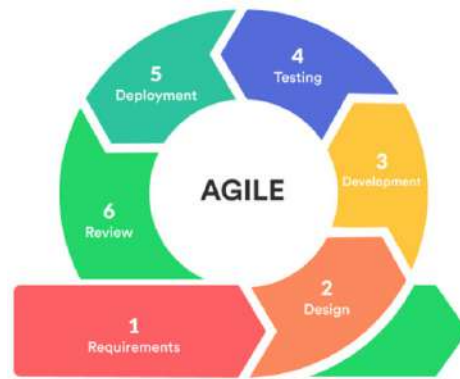 AGILE
1
Requirements
2
Design
3
Development
4
Testing
5
Deployment
6
Review